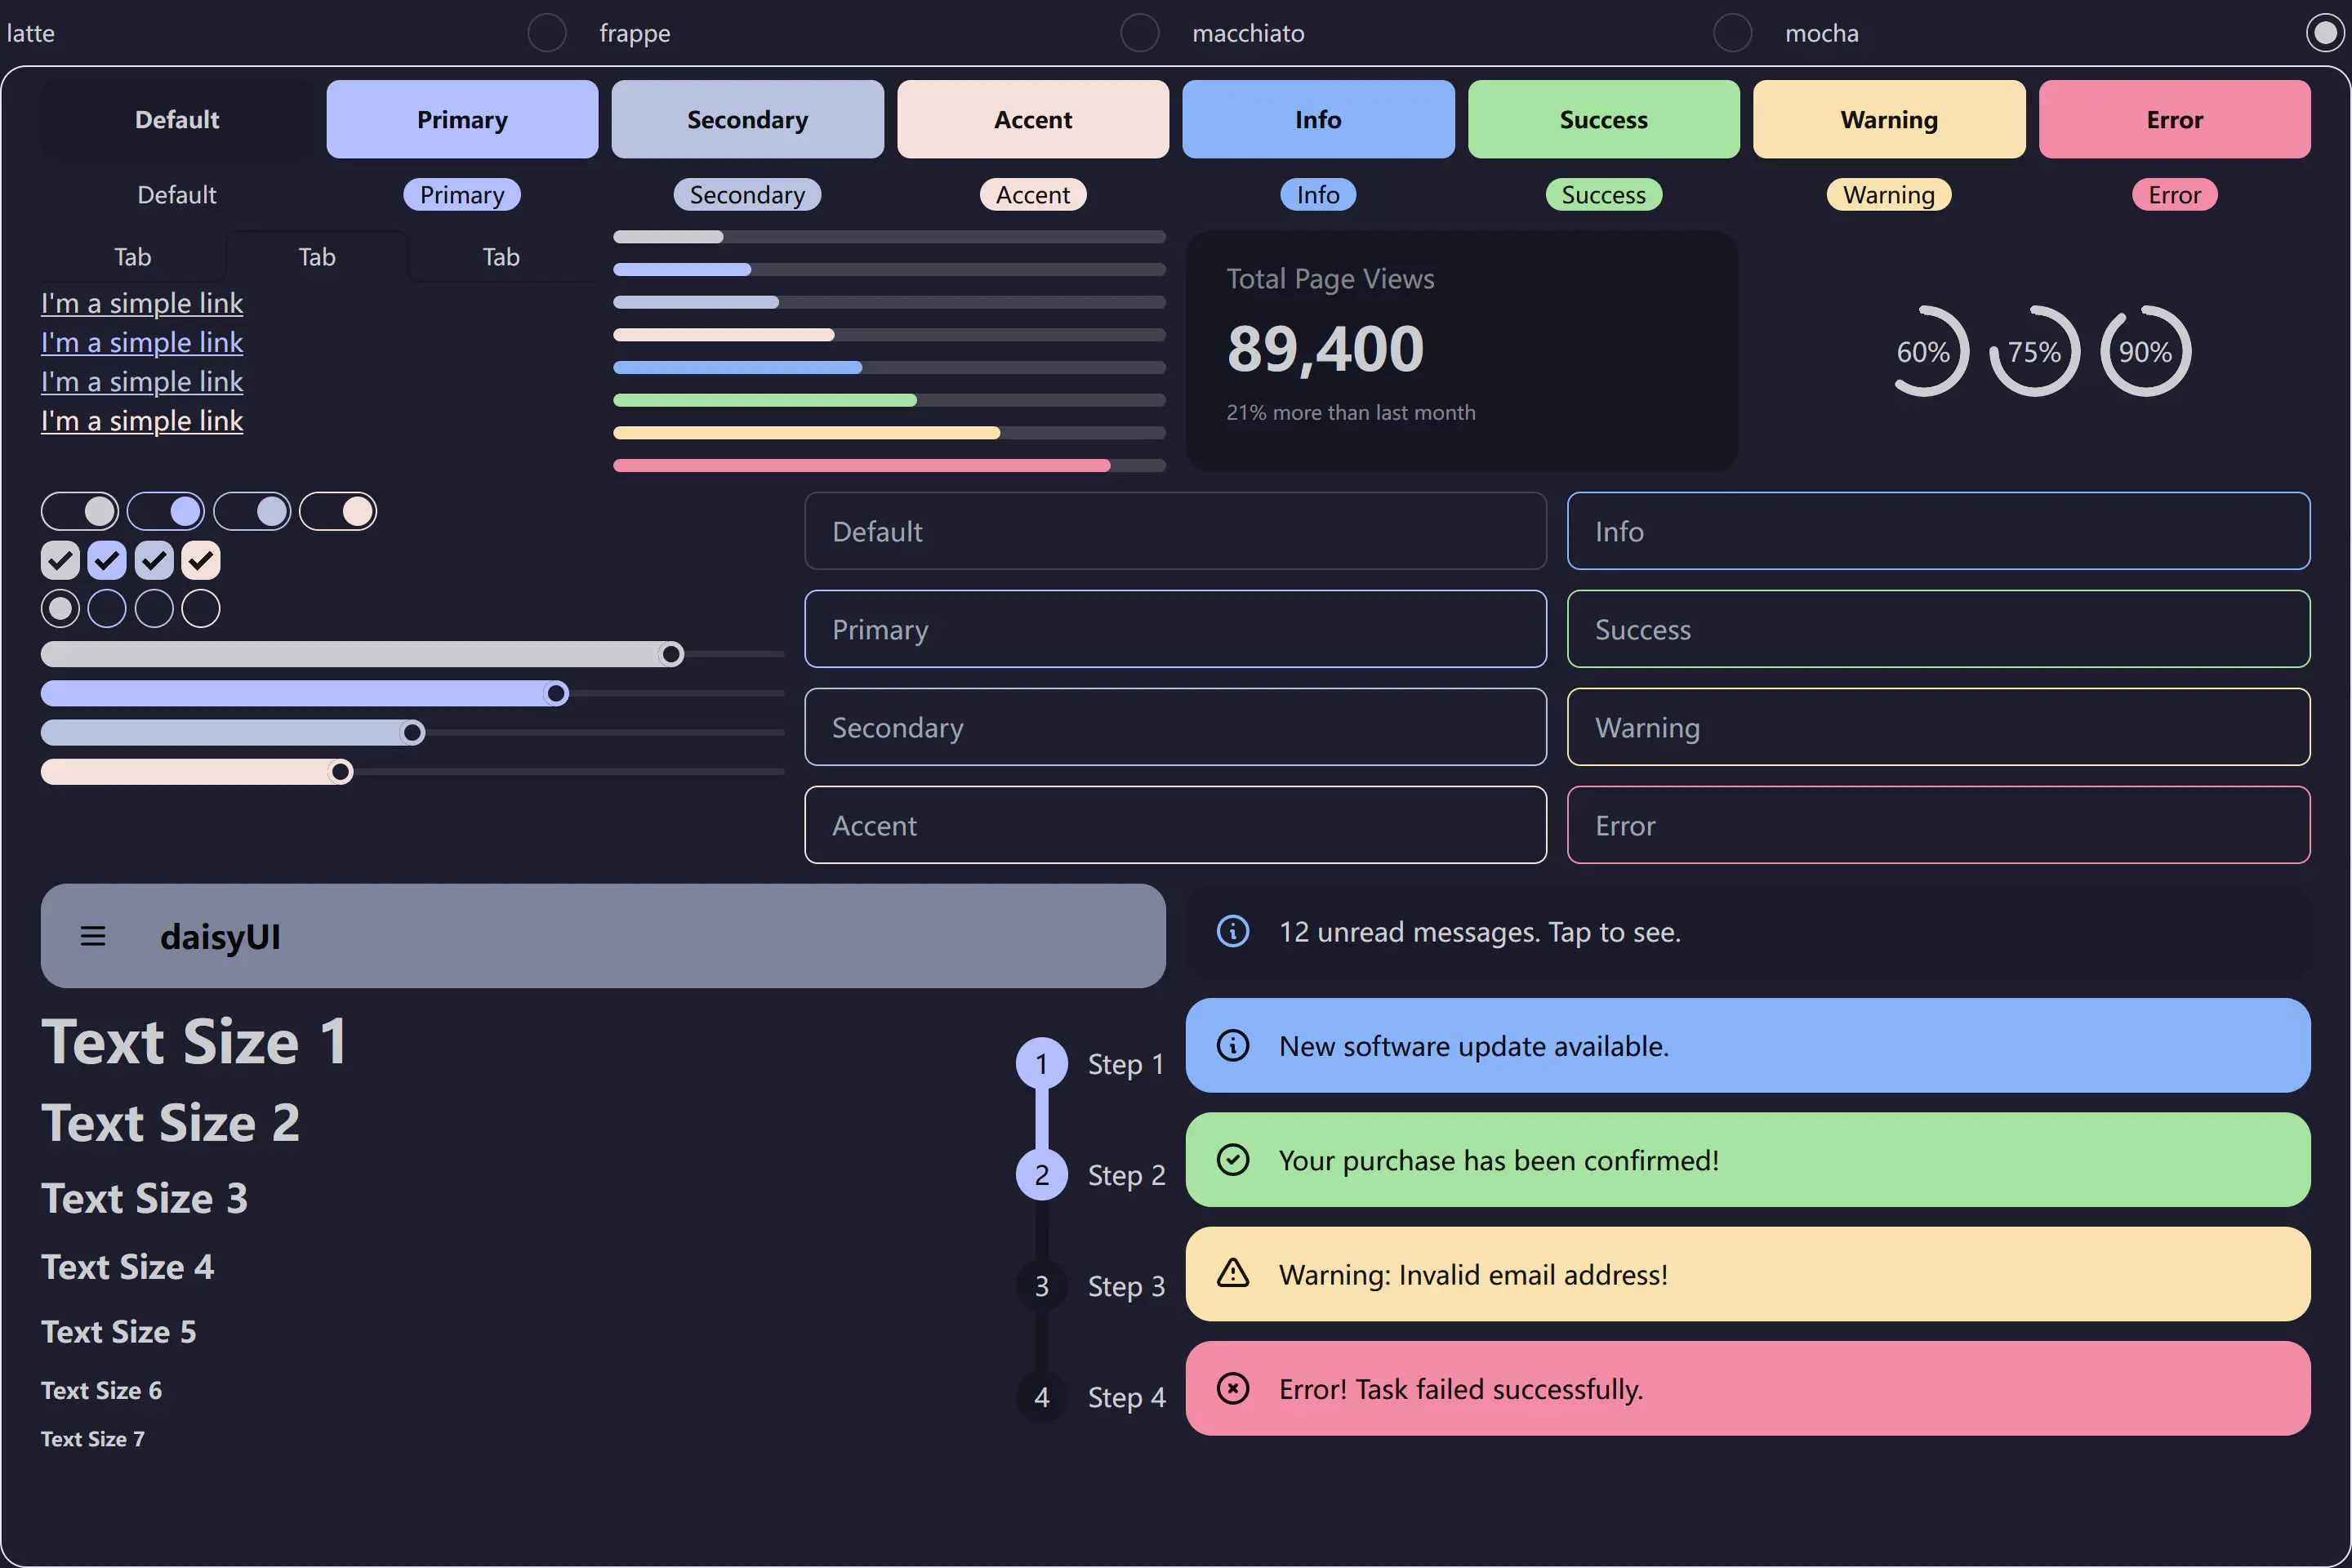 latte frappe macchiato mocha
Default Primary Secondary Accent Info Success Warning Error
Default Primary Secondary Accent Info Success Warning Error
Tab Tab Tab
I'm a simple link
I'm a simple link
I'm a simple link
I'm a simple link
Total Page Views
89,400
21% more than last month
60% 75% 90%
Default
Primary
Secondary
Accent
Info
Success
Warning
Error
daisyUI
Text Size 1
Text Size 2
Text Size 3
Text Size 4
Text Size 5
Text Size 6
Text Size 7
1 Step 1
2 Step 2
3 Step 3
4 Step 4
12 unread messages. Tap to see.
New software update available.
Your purchase has been confirmed!
Warning: Invalid email address!
Error! Task failed successfully.